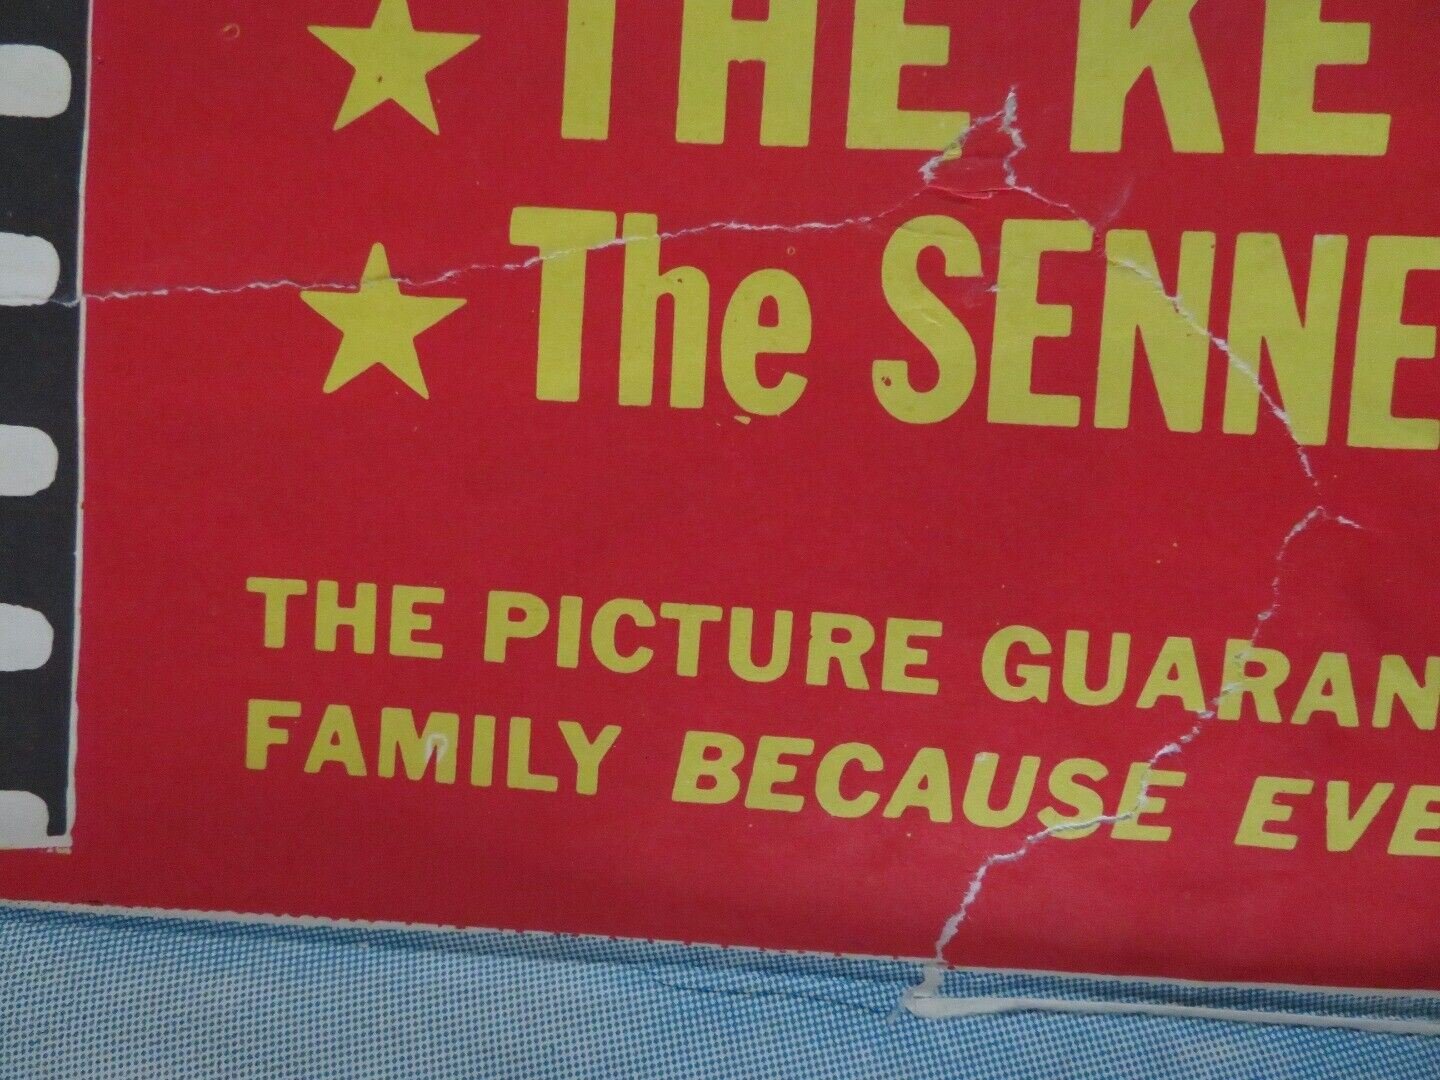 THE KE
The SENNE
THE PICTURE GUARAN
FAMILY BECAUSE EVE